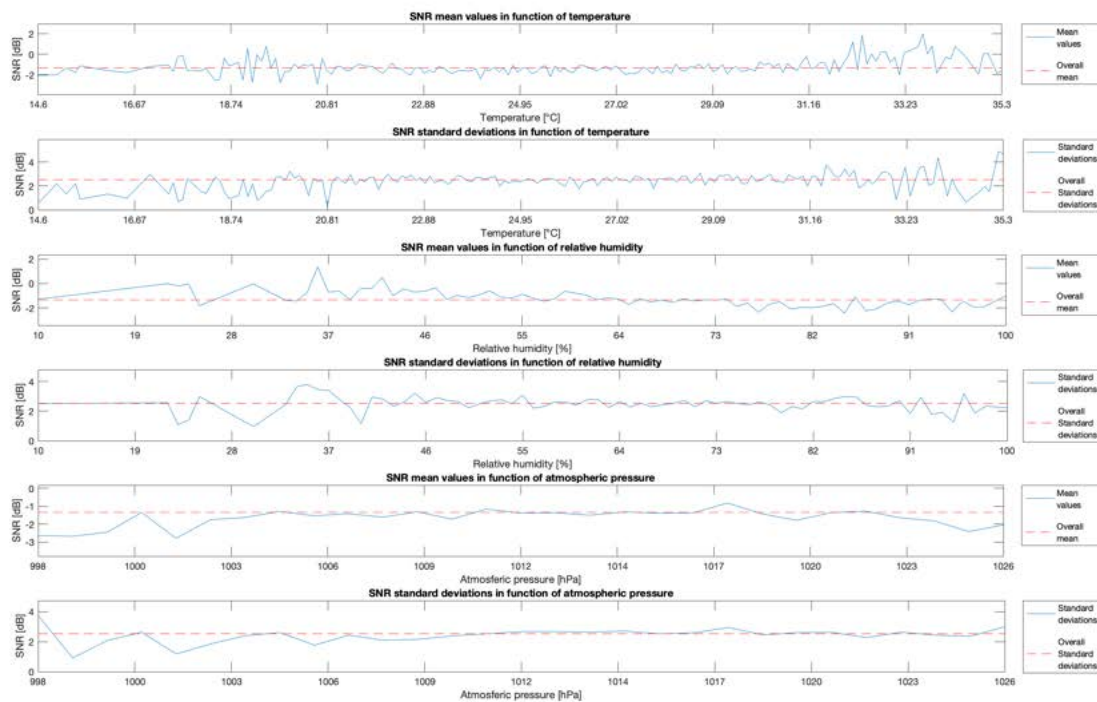 SNR mean values in function of temperature
SNR [dB]
2
0
-2
14.6 16.67 18.74 20.81 22.88 24.95 27.02 29.09 31.16 33.23 35.3
Temperature [°C]
Mean
values
Overall
mean
SNR standard deviations in function of temperature
SNR [dB]
4
2
0
14.6 16.67 18.74 20.81 22.88 24.95 27.02 29.09 31.16 33.23 35.3
Temperature [°C]
Standard
deviations
Overall
Standard
deviations
SNR mean values in function of relative humidity
SNR [dB]
2
0
-2
10 19 28 37 46 55 64 73 82 91 100
Relative humidity [%]
Mean
values
Overall
mean
SNR standard deviations in function of relative humidity
SNR [dB]
4
2
0
10 19 28 37 46 55 64 73 82 91 100
Relative humidity [%]
Standard
deviations
Overall
Standard
deviations
SNR mean values in function of atmospheric pressure
SNR [dB]
0
-1
-2
-3
998 1000 1003 1006 1009 1012 1014 1017 1020 1023 1026
Atmosferic pressure [hPa]
Mean
values
Overall
mean
SNR standard deviations in function of atmospheric pressure
SNR [dB]
4
2
0
998 1000 1003 1006 1009 1012 1014 1017 1020 1023 1026
Atmosferic pressure [hPa]
Standard
deviations
Overall
Standard
deviations